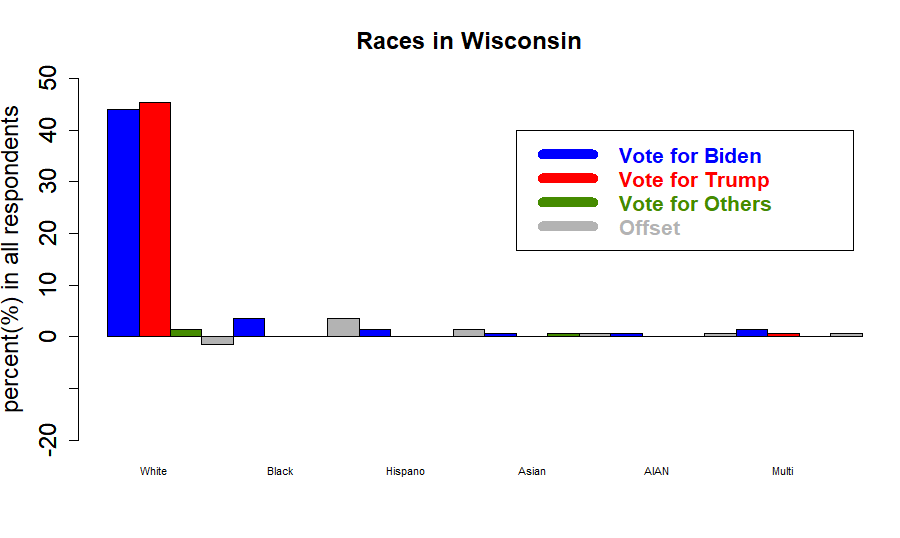 Races in Wisconsin
percent(%) in all respondents
50
40
30
20
10
0
-20
Vote for Biden
Vote for Trump
Vote for Others
Offset
White Black Hispano Asian AIAN Multi